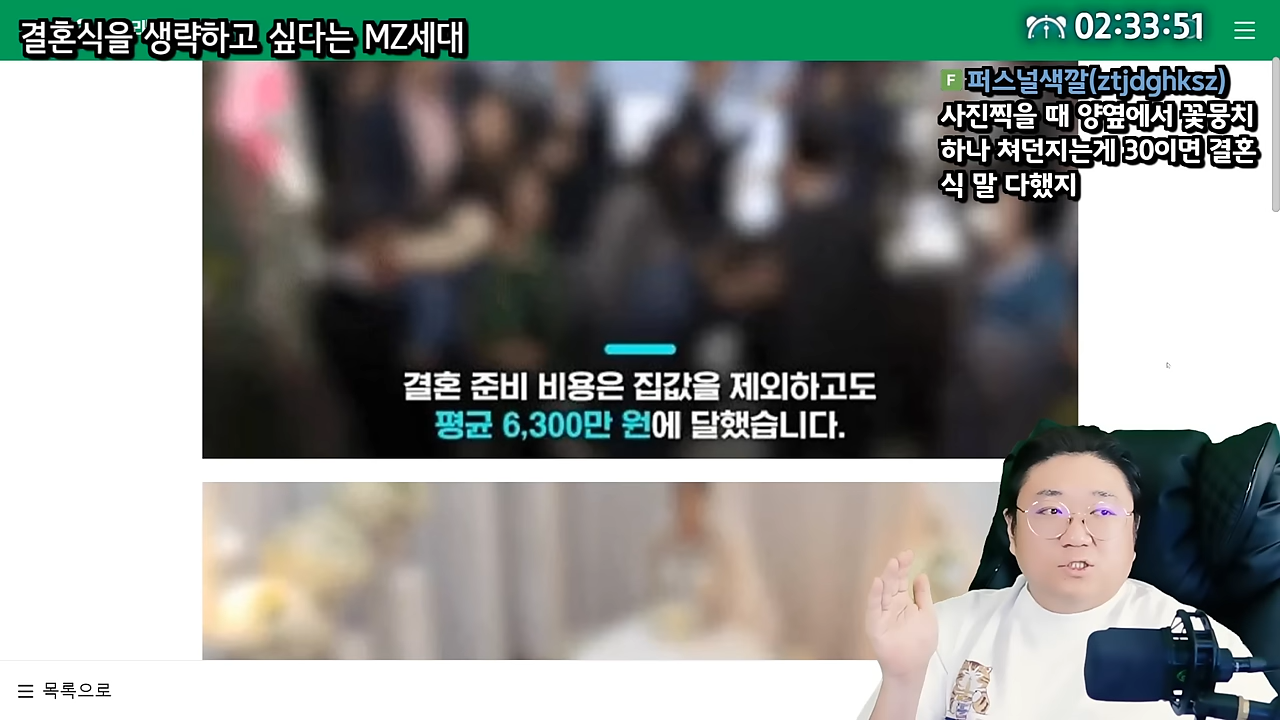 결혼식을 생략하고 싶다는 MZ세대
02:33:51
F 퍼스널색깔(ztjdghksz)
사진찍을 때 양옆에서 꽃뭉치
하나 쳐던지는게 30이면 결혼
식 말 다했지
결혼 준비 비용은 집값을 제외하고도
평균 6,300만 원에 달했습니다.
목록으로